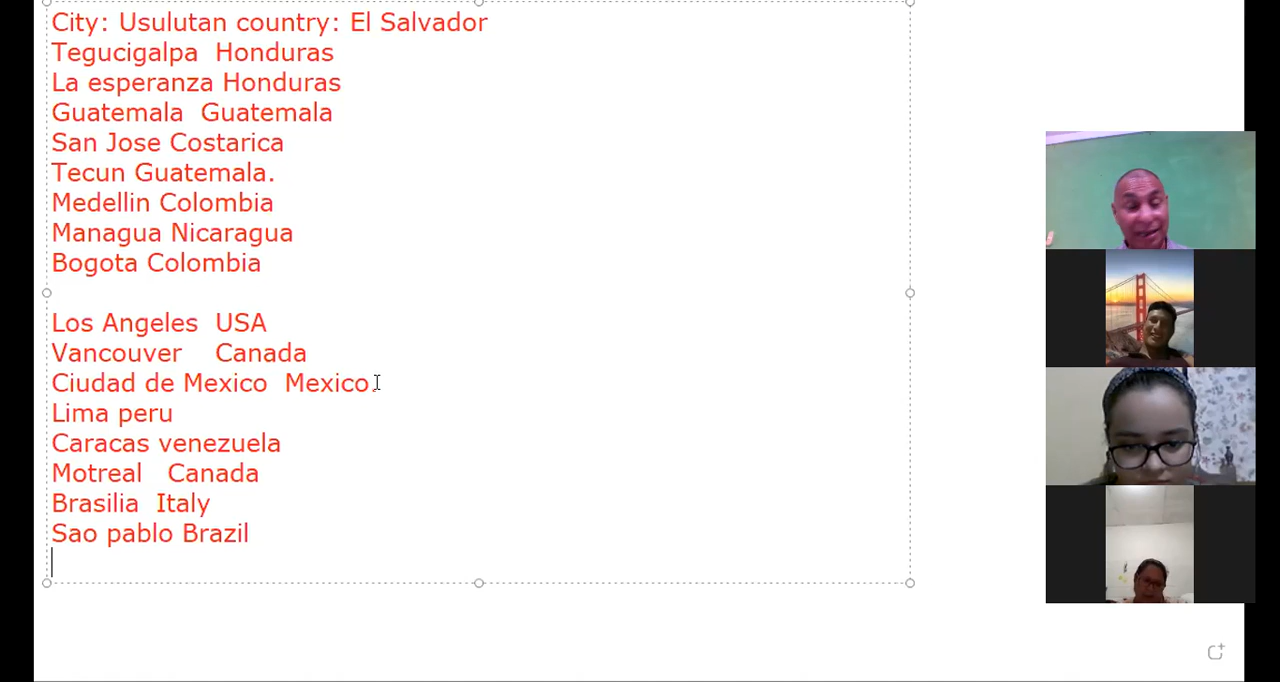 City: Usulutan country: El Salvador
Tegucigalpa Honduras
La esperanza Honduras
Guatemala Guatemala
San Jose Costarica
Tecun Guatemala.
Medellin Colombia
Managua Nicaragua
Bogota Colombia
Los Angeles USA
Vancouver Canada
Ciudad de Mexico Mexico
Lima peru
Caracas venezuela
Motreal Canada
Brasilia Italy
Sao pablo Brazil